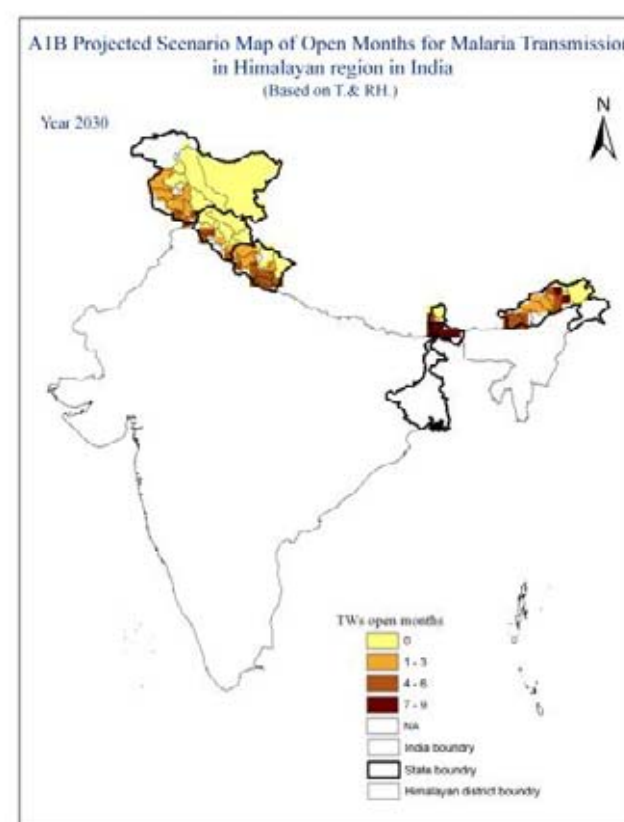 A1B Projected Scenario Map of Open Months for Malaria Transmission
in Himalayan region in India
(Based on T.& RH.)
Year 2030
N
TWs open months
0
1 - 3
4 - 6
7 - 9
NA
India boundry
State boundry
Himalayan district boundry